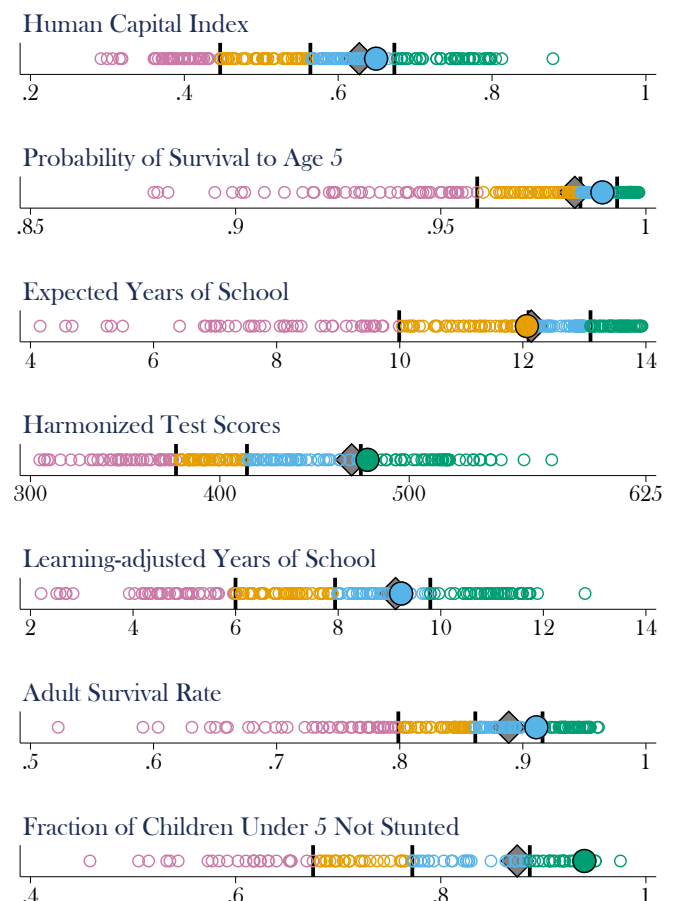 Human Capital Index
.2 .4 .6 .8 1
Probability of Survival to Age 5
.85 .9 .95 1
Expected Years of School
4 6 8 10 12 14
Harmonized Test Scores
300 400 500 625
Learning-adjusted Years of School
2 4 6 8 10 12 14
Adult Survival Rate
.5 .6 .7 .8 .9 1
Fraction of Children Under 5 Not Stunted
.4 .6 .8 1